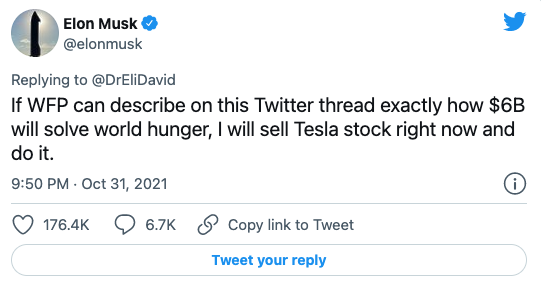 Elon Musk
@elonmusk
Replying to @DrEliDavid
If WFP can describe on this Twitter thread exactly how $6B
will solve world hunger, I will sell Tesla stock right now and
do it.
9:50 PM · Oct 31, 2021
176.4K 6.7K Copy link to Tweet
Tweet your reply